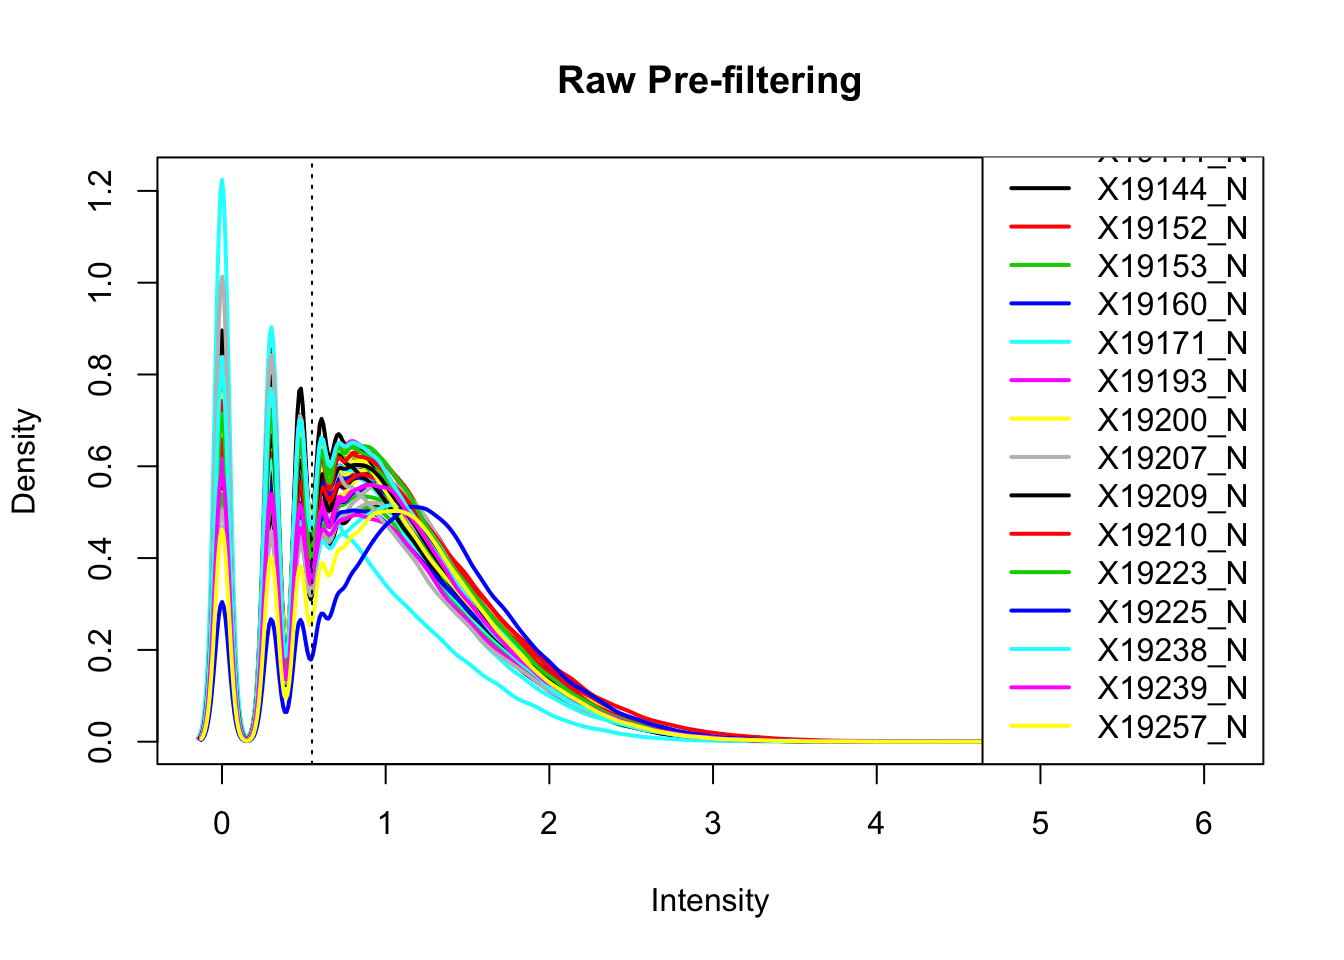 Raw Pre-filtering
Density
1.2
1.0
0.8
0.6
0.4
0.2
0.0
0 1 2 3 4 5 6
Intensity
X19144_N
X19152_N
X19153_N
X19160_N
X19171_N
X19193_N
X19200_N
X19207_N
X19209_N
X19210_N
X19223_N
X19225_N
X19238_N
X19239_N
X19257_N